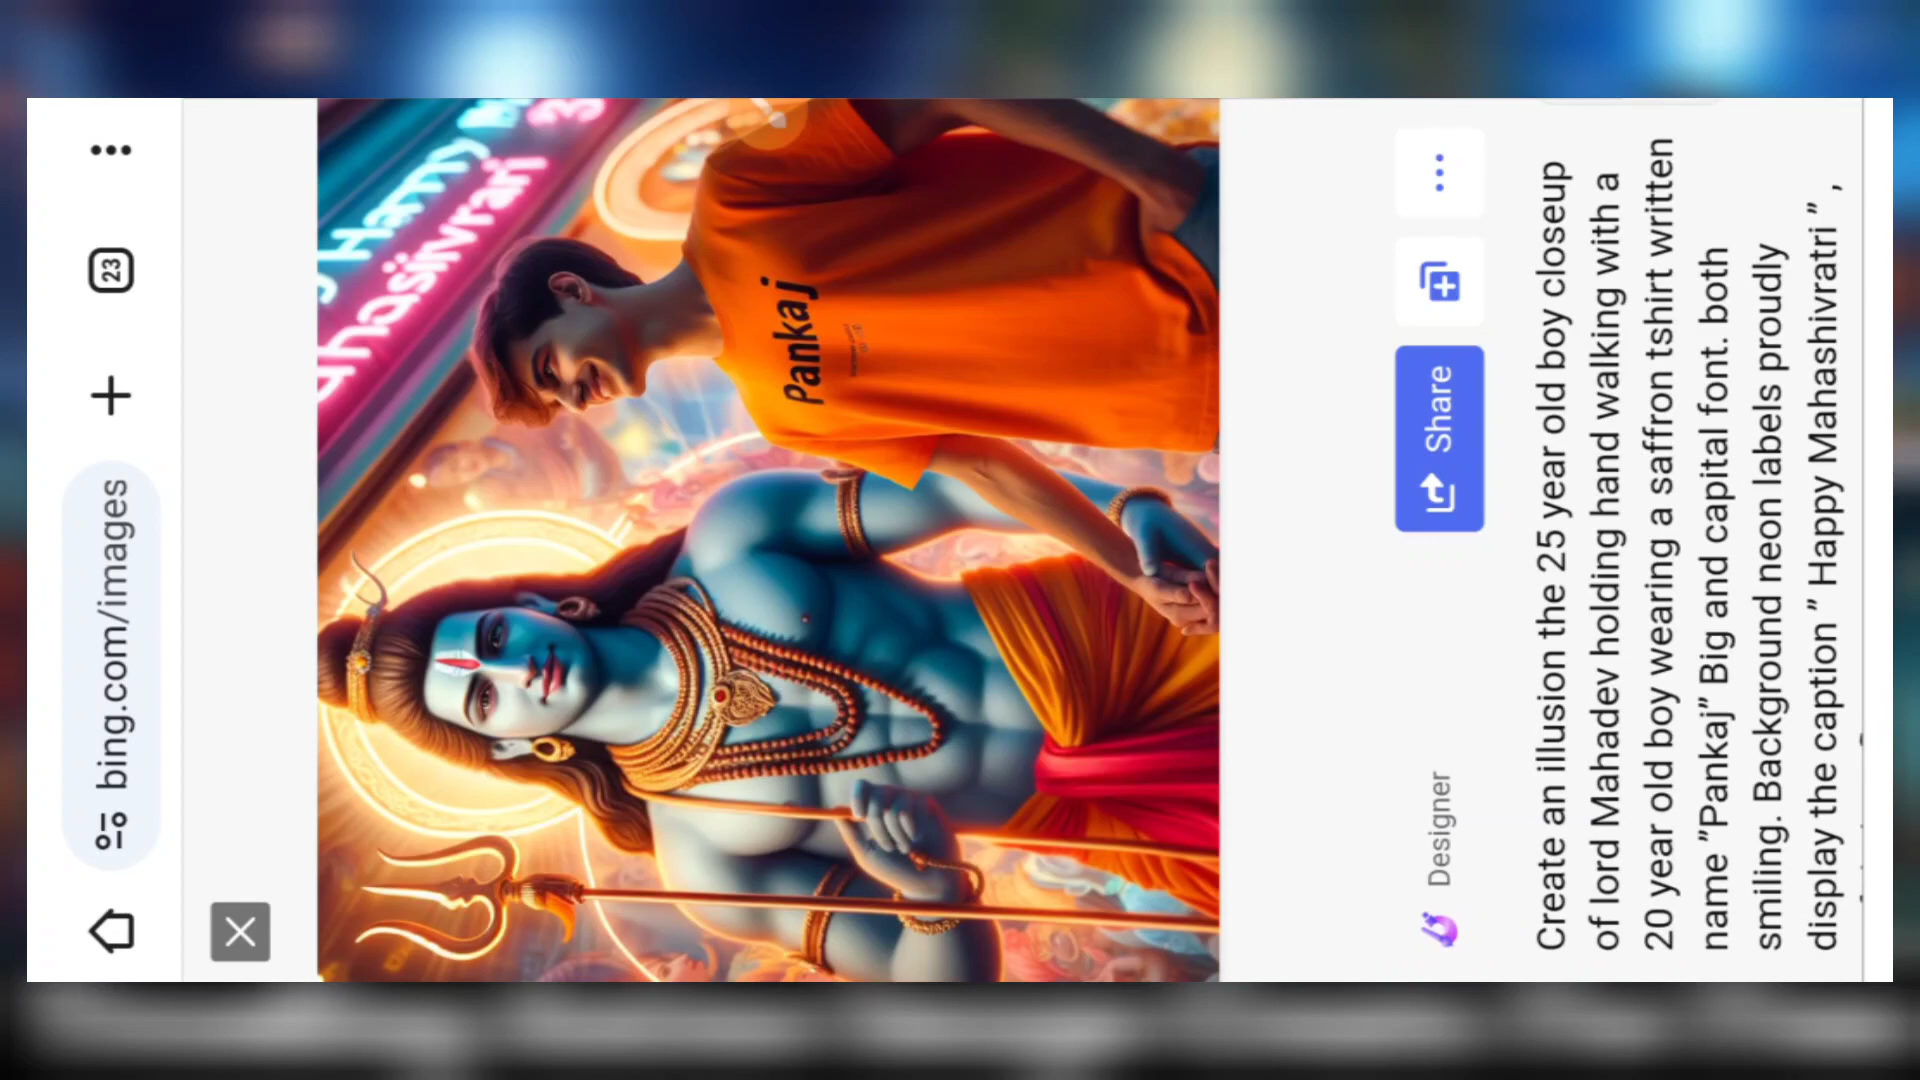 bing.com/images
23
Pankaj
Designer
Share
Create an illusion the 25 year old boy closeup
of lord Mahadev holding hand walking with a
20 year old boy wearing a saffron tshirt written
name "Pankaj" Big and capital font. both
smiling. Background neon labels proudly
display the caption " Happy Mahashivratri " ,